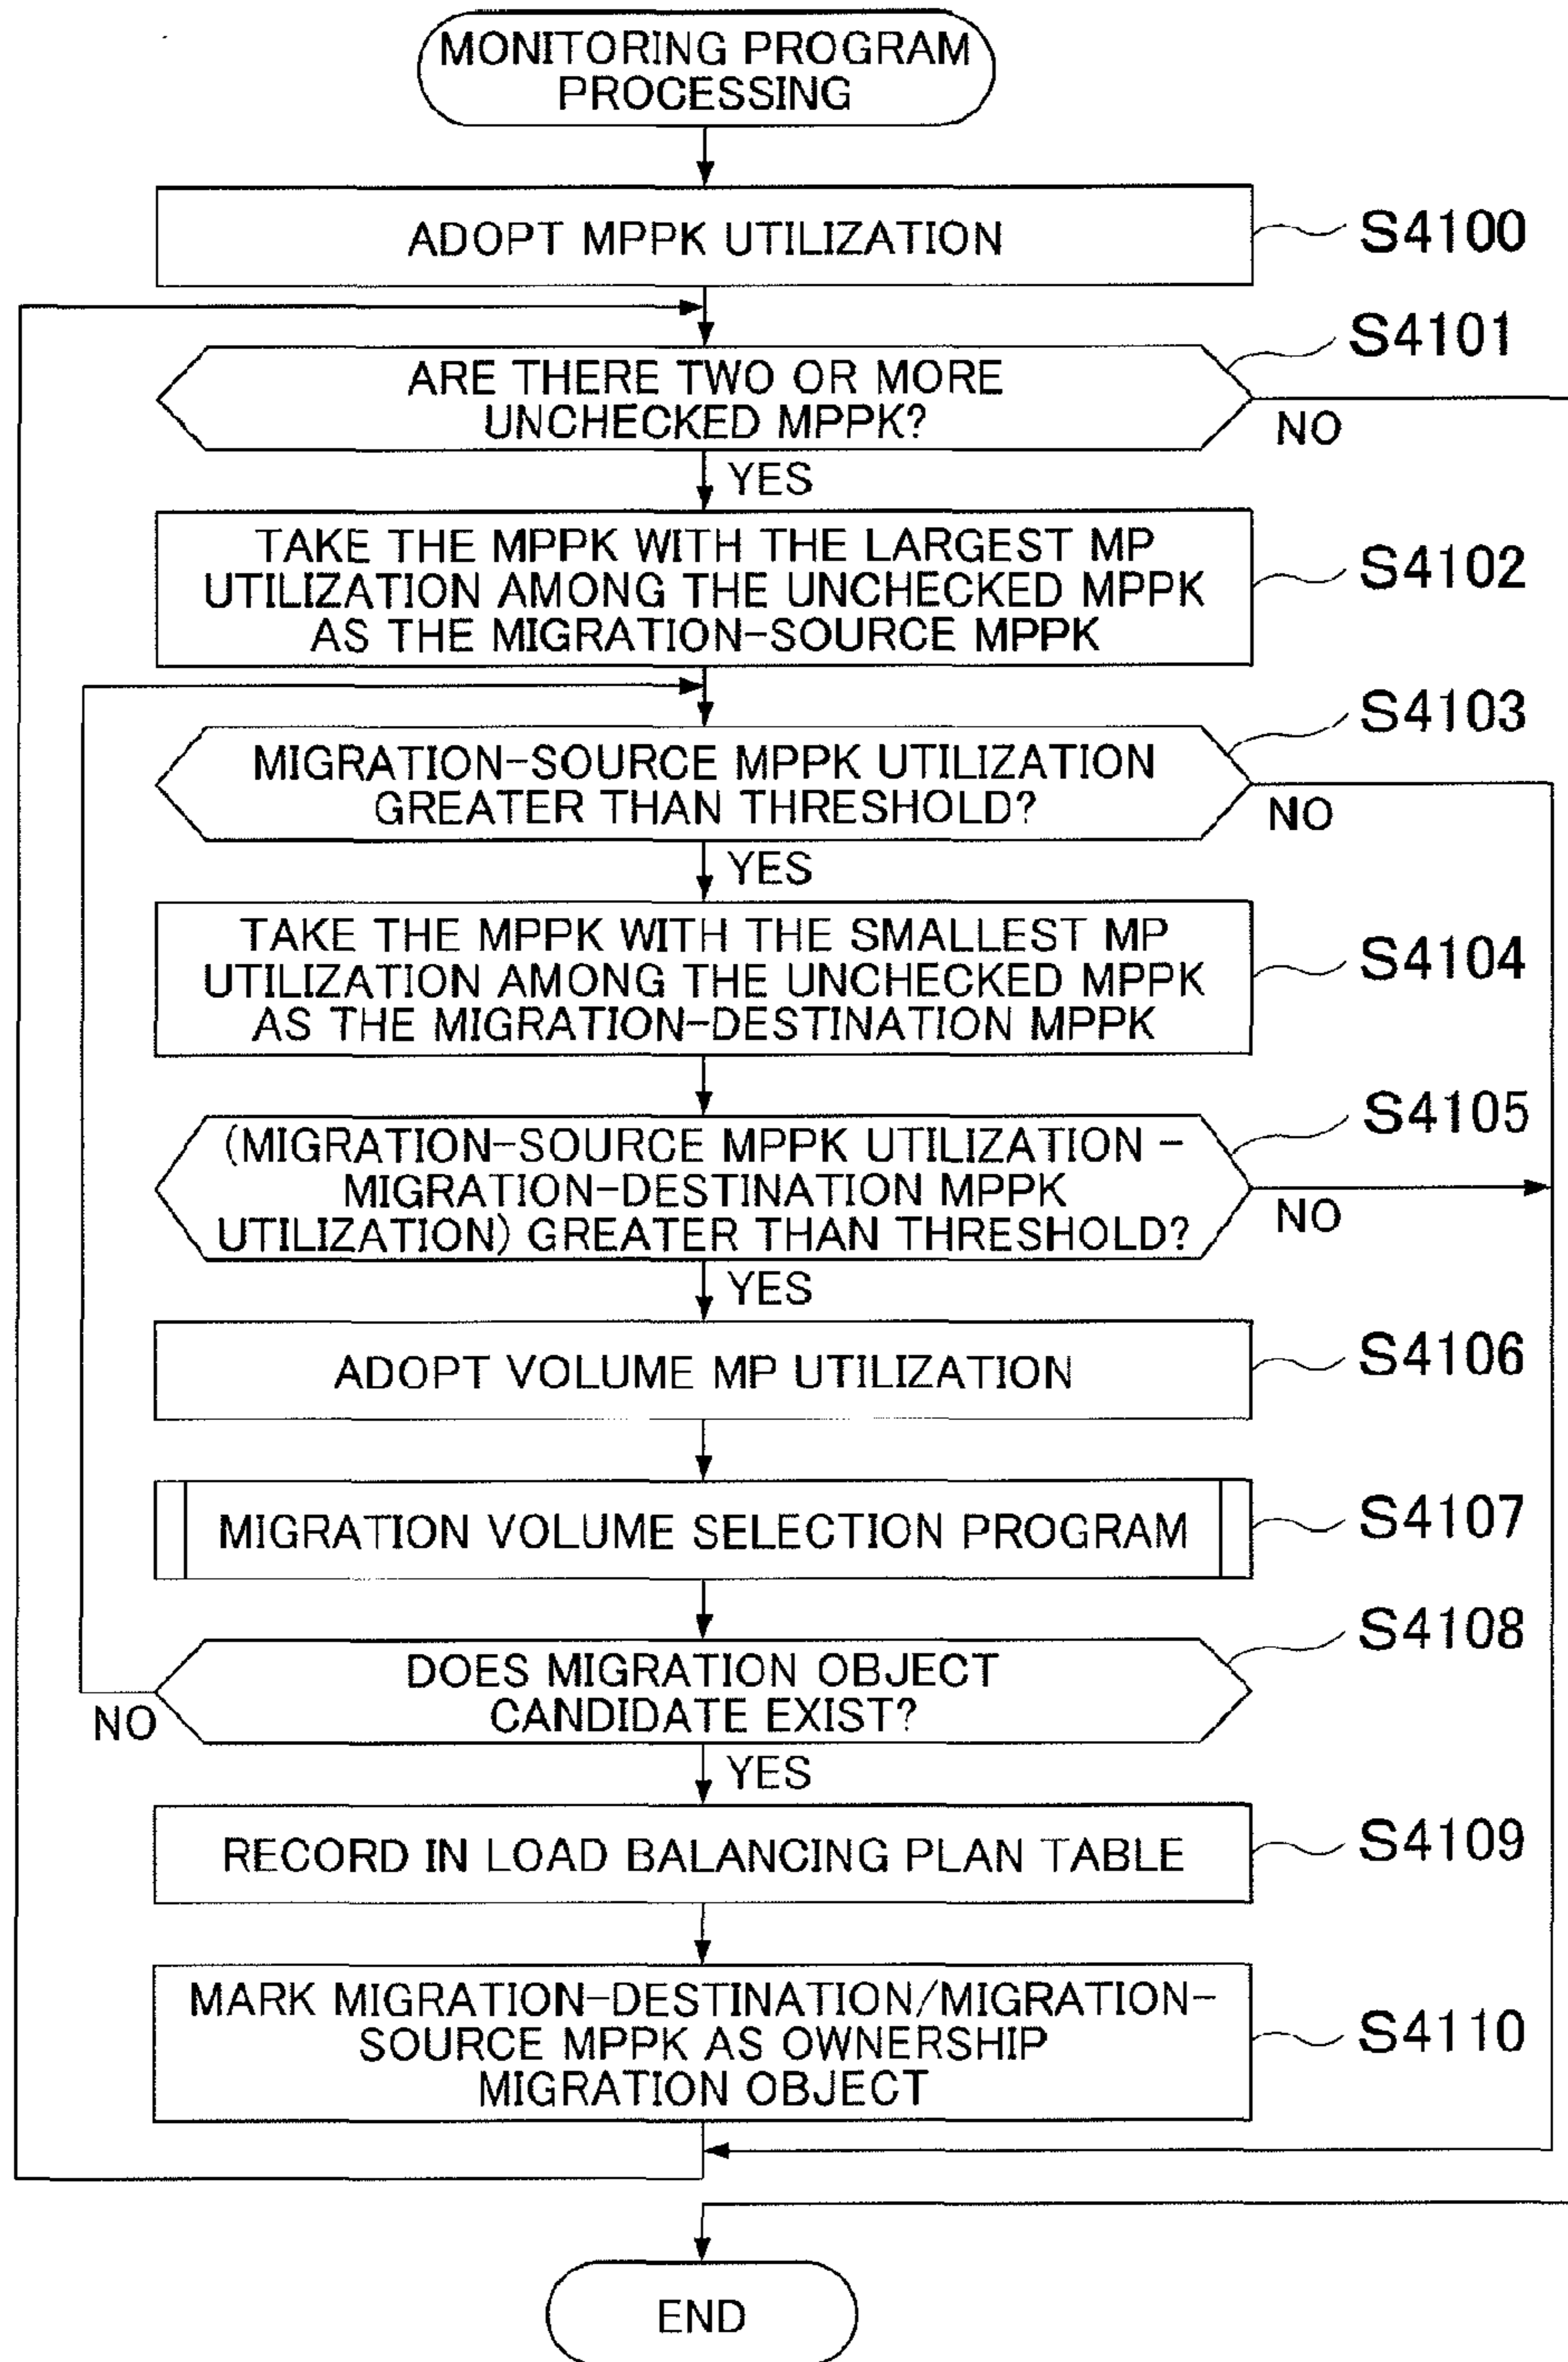 MONITORING PROGRAM
PROCESSING
ADOPT MPPK UTILIZATION
S4100
ARE THERE TWO OR MORE
UNCHECKED MPPK?
S4101
NO
YES
TAKE THE MPPK WITH THE LARGEST MP
UTILIZATION AMONG THE UNCHECKED MPPK
AS THE MIGRATION-SOURCE MPPK
S4102
MIGRATION-SOURCE MPPK UTILIZATION
GREATER THAN THRESHOLD?
S4103
NO
YES
TAKE THE MPPK WITH THE SMALLEST MP
UTILIZATION AMONG THE UNCHECKED MPPK
AS THE MIGRATION-DESTINATION MPPK
S4104
(MIGRATION-SOURCE MPPK UTILIZATION -
MIGRATION-DESTINATION MPPK
UTILIZATION) GREATER THAN THRESHOLD?
S4105
NO
YES
ADOPT VOLUME MP UTILIZATION
S4106
MIGRATION VOLUME SELECTION PROGRAM
S4107
DOES MIGRATION OBJECT
CANDIDATE EXIST?
S4108
NO
YES
RECORD IN LOAD BALANCING PLAN TABLE
S4109
MARK MIGRATION-DESTINATION/MIGRATION-
SOURCE MPPK AS OWNERSHIP
MIGRATION OBJECT
S4110
END